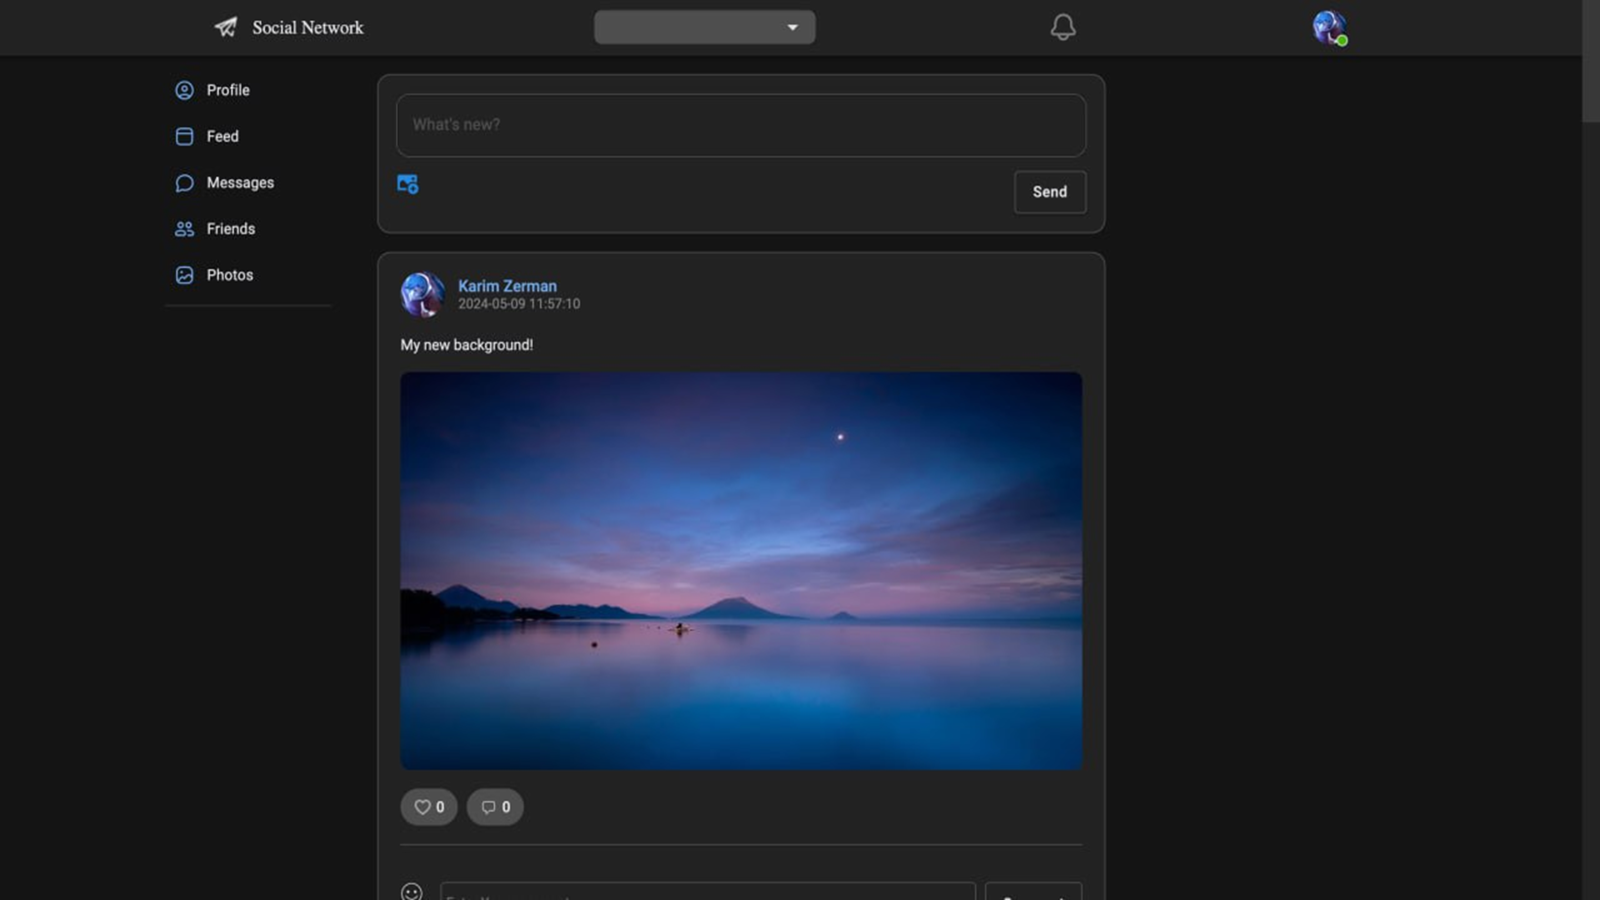 Social Network
Profile
Feed
Messages
Friends
Photos
What's new?
Send
Karim Zerman
2024-05-09 11:57:10
My new background!
0
0